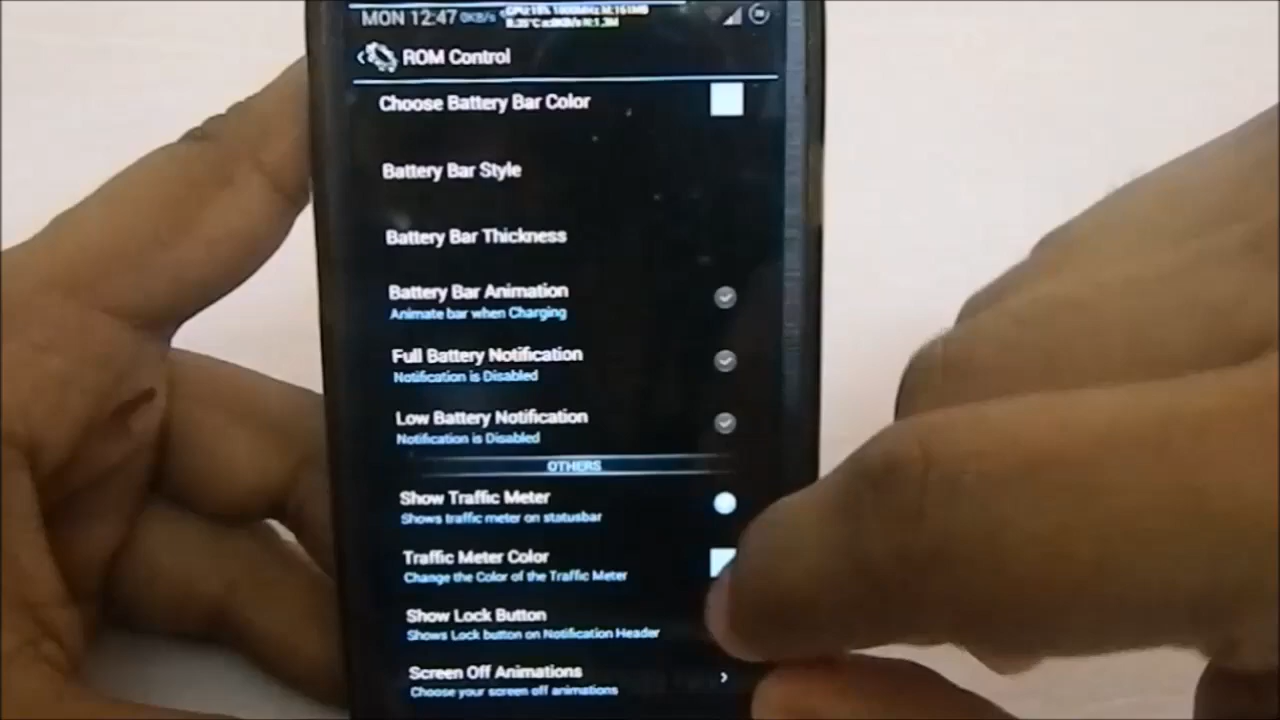 MON 12:47 0KB/s
ROM Control
Choose Battery Bar Color
Battery Bar Style
Battery Bar Thickness
Battery Bar Animation
Animate bar when Charging
Full Battery Notification
Notification is Disabled
Low Battery Notification
Notification is Disabled
OTHERS
Show Traffic Meter
Shows traffic meter on statusbar
Traffic Meter Color
Change the Color of the Traffic Meter
Show Lock Button
Shows Lock button on Notification Header
Screen Off Animations
Choose your screen off animations